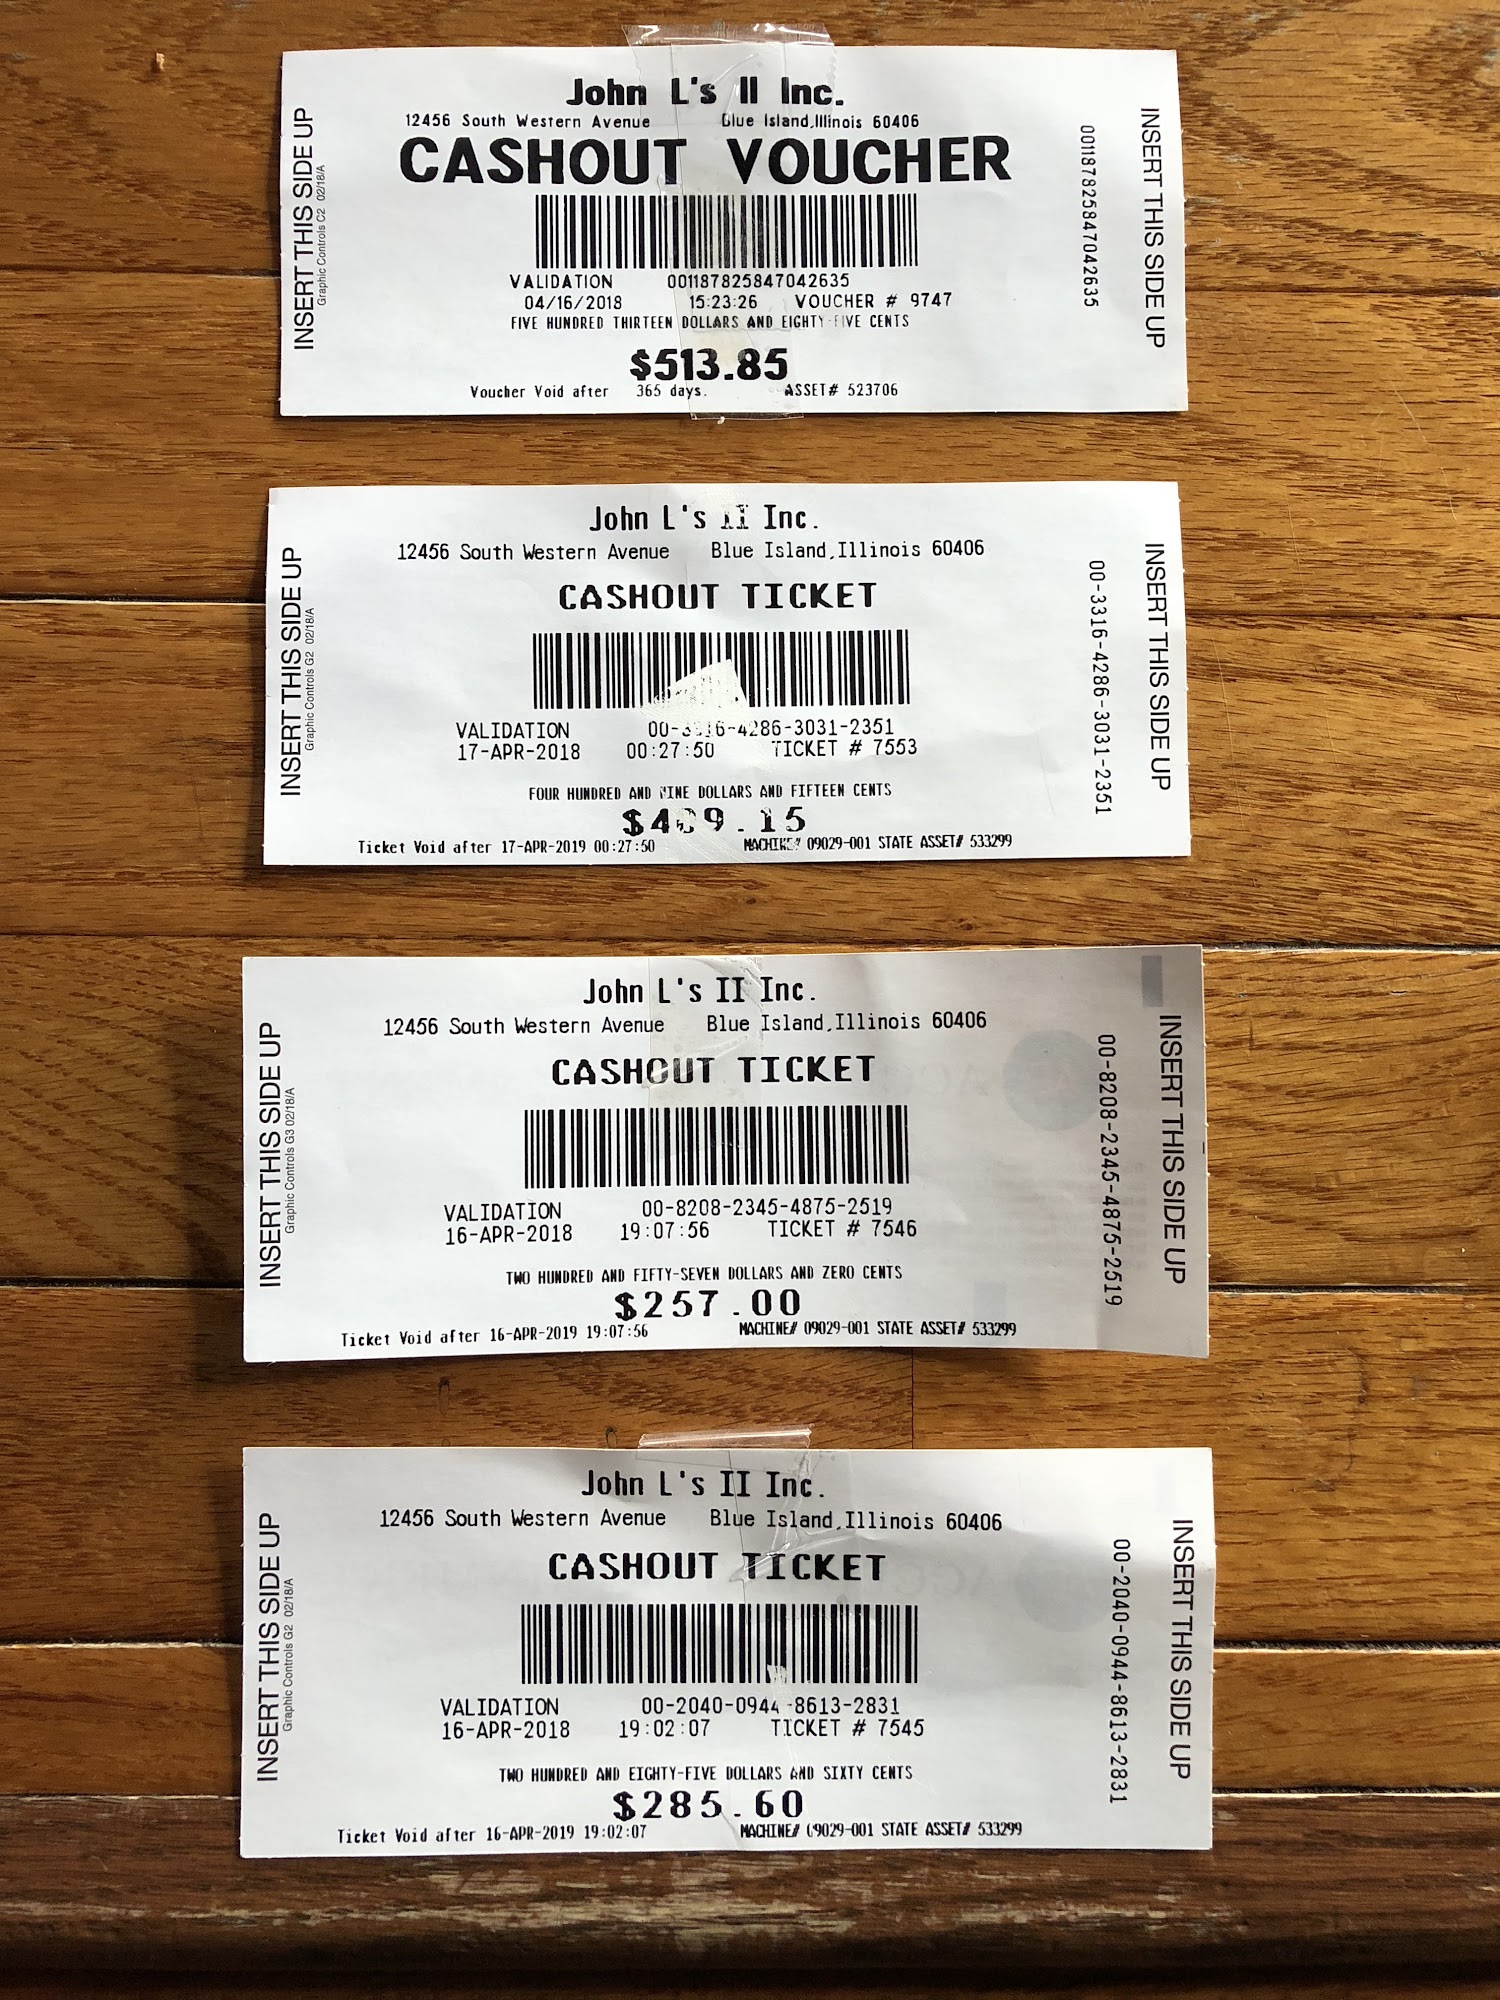 John L's II Inc.
12456 South Western Avenue Blue Island,Illinois 60406
CASHOUT VOUCHER
VALIDATION 001187825847042635
04/16/2018 15:23:26 VOUCHER # 9747
FIVE HUNDRED THIRTEEN DOLLARS AND EIGHTY-FIVE CENTS
$513.85
Voucher Void after 365 days. ASSET# 523706
INSERT THIS SIDE UP
Graphic Controls C2 02/18/A
001187825847042635
INSERT THIS SIDE UP
John L's II Inc.
12456 South Western Avenue Blue Island,Illinois 60406
CASHOUT TICKET
VALIDATION 00-3316-4286-3031-2351
17-APR-2018 00:27:50 TICKET # 7553
FOUR HUNDRED AND NINE DOLLARS AND FIFTEEN CENTS
$409.15
Ticket Void after 17-APR-2019 00:27:50 MACHINE# 09029-001 STATE ASSET# 533299
INSERT THIS SIDE UP
Graphic Controls G2 02/18/A
00-3316-4286-3031-2351
INSERT THIS SIDE UP
John L's II Inc.
12456 South Western Avenue Blue Island,Illinois 60406
CASHOUT TICKET
VALIDATION 00-8208-2345-4875-2519
16-APR-2018 19:07:56 TICKET # 7546
TWO HUNDRED AND FIFTY-SEVEN DOLLARS AND ZERO CENTS
$257.00
Ticket Void after 16-APR-2019 19:07:56 MACHINE# 09029-001 STATE ASSET# 533299
INSERT THIS SIDE UP
Graphic Controls G3 02/18/A
00-8208-2345-4875-2519
INSERT THIS SIDE UP
John L's II Inc.
12456 South Western Avenue Blue Island,Illinois 60406
CASHOUT TICKET
VALIDATION 00-2040-0944-8613-2831
16-APR-2018 19:02:07 TICKET # 7545
TWO HUNDRED AND EIGHTY-FIVE DOLLARS AND SIXTY CENTS
$285.60
Ticket Void after 16-APR-2019 19:02:07 MACHINE# 09029-001 STATE ASSET# 533299
INSERT THIS SIDE UP
Graphic Controls G2 02/18/A
00-2040-0944-8613-2831
INSERT THIS SIDE UP